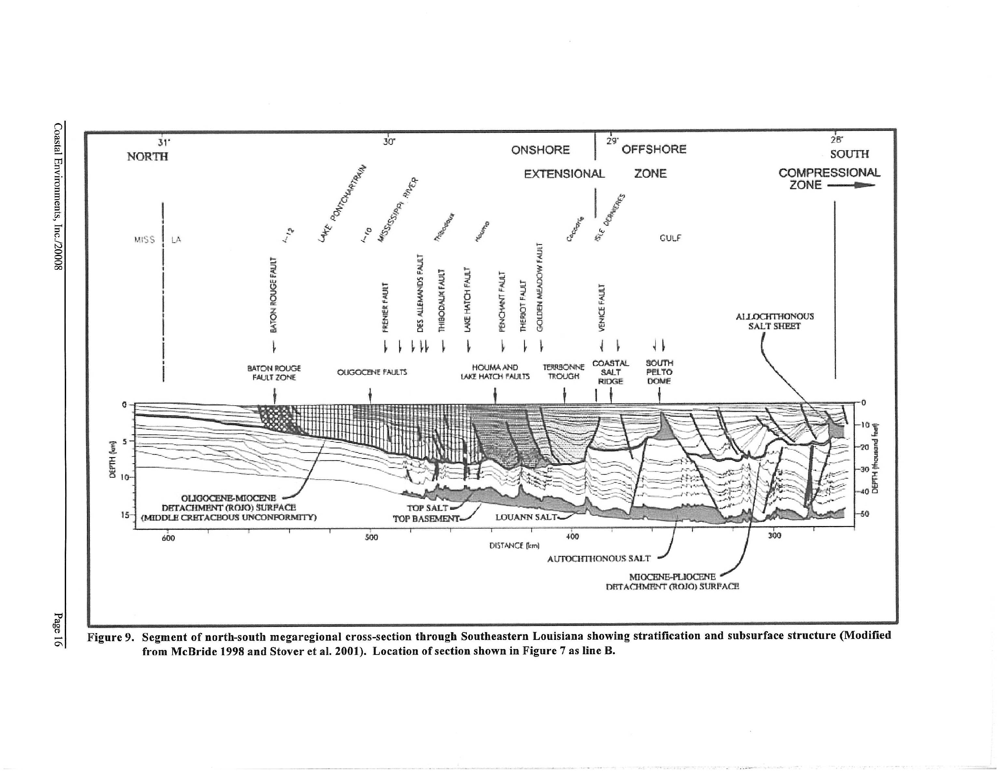 Coastal Environments, Inc./20008
Page 16
31°
30°
29°
28°
NORTH
ONSHORE
OFFSHORE
SOUTH
EXTENSIONAL
ZONE
COMPRESSIONAL
ZONE
MISS
LA
I-12
LAKE PONTCHARTRAIN
I-10
MISSISSIPPI RIVER
Thibodaux
Houma
Cocodrie
ISLE DERNIERES
GULF
BATON ROUGE FAULT
FRENIER FAULT
DES ALLEMANDS FAULT
THIBODAUX FAULT
LAKE HATCH FAULT
PENCHANT FAULT
THERIOT FAULT
GOLDEN MEADOW FAULT
VENICE FAULT
ALLOCHTHONOUS
SALT SHEET
BATON ROUGE
FAULT ZONE
OLIGOCENE FAULTS
HOUMA AND
LAKE HATCH FAULTS
TERRBONNE
TROUGH
COASTAL
SALT
RIDGE
SOUTH
PELTO
DOME
0
5
10
15
DEPTH (km)
0
10
20
30
40
50
DEPTH (thousand feet)
OLIGOCENE-MIOCENE
DETACHMENT (ROJO) SURFACE
(MIDDLE CRETACEOUS UNCONFORMITY)
TOP SALT
TOP BASEMENT
LOUANN SALT
600
500
400
300
DISTANCE (km)
AUTOCHTHONOUS SALT
MIOCENE-PLIOCENE
DETACHMENT (ROJO) SURFACE
Figure 9. Segment of north-south megaregional cross-section through Southeastern Louisiana showing stratification and subsurface structure (Modified
from McBride 1998 and Stover et al. 2001). Location of section shown in Figure 7 as line B.